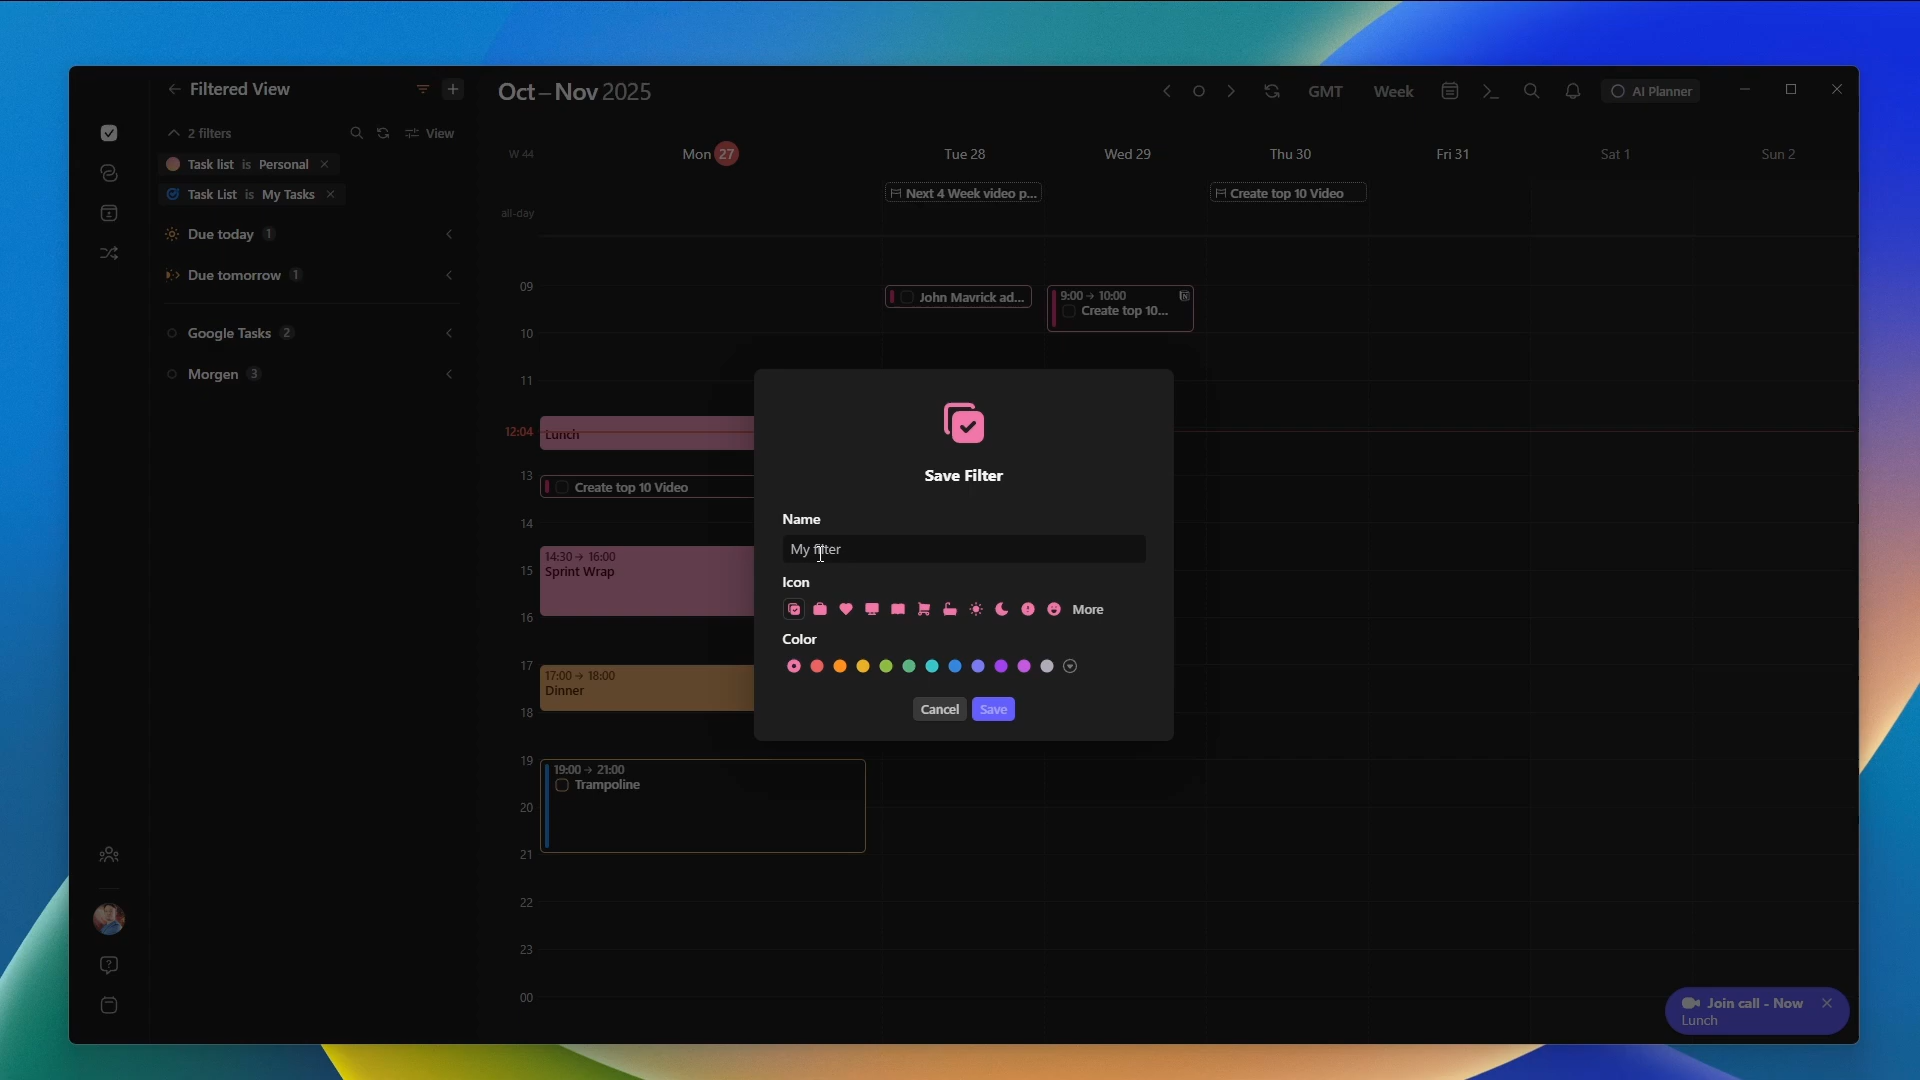 Filtered View
2 filters
View
Task list is Personal
Task List is My Tasks
Due today 1
Due tomorrow 1
Google Tasks 2
Morgen 3
Oct – Nov 2025
GMT
Week
AI Planner
W 44
Mon 27
Tue 28
Wed 29
Thu 30
Fri 31
Sat 1
Sun 2
all-day
Next 4 Week video p...
Create top 10 Video
09
John Mavrick ad...
9:00 → 10:00
Create top 10...
10
11
12:04
Lunch
13
Create top 10 Video
14
14:30 → 16:00
Sprint Wrap
15
16
17
17:00 → 18:00
Dinner
18
19
19:00 → 21:00
Trampoline
20
21
22
23
00
Save Filter
Name
My filter
Icon
More
Color
Cancel
Save
Join call - Now
Lunch